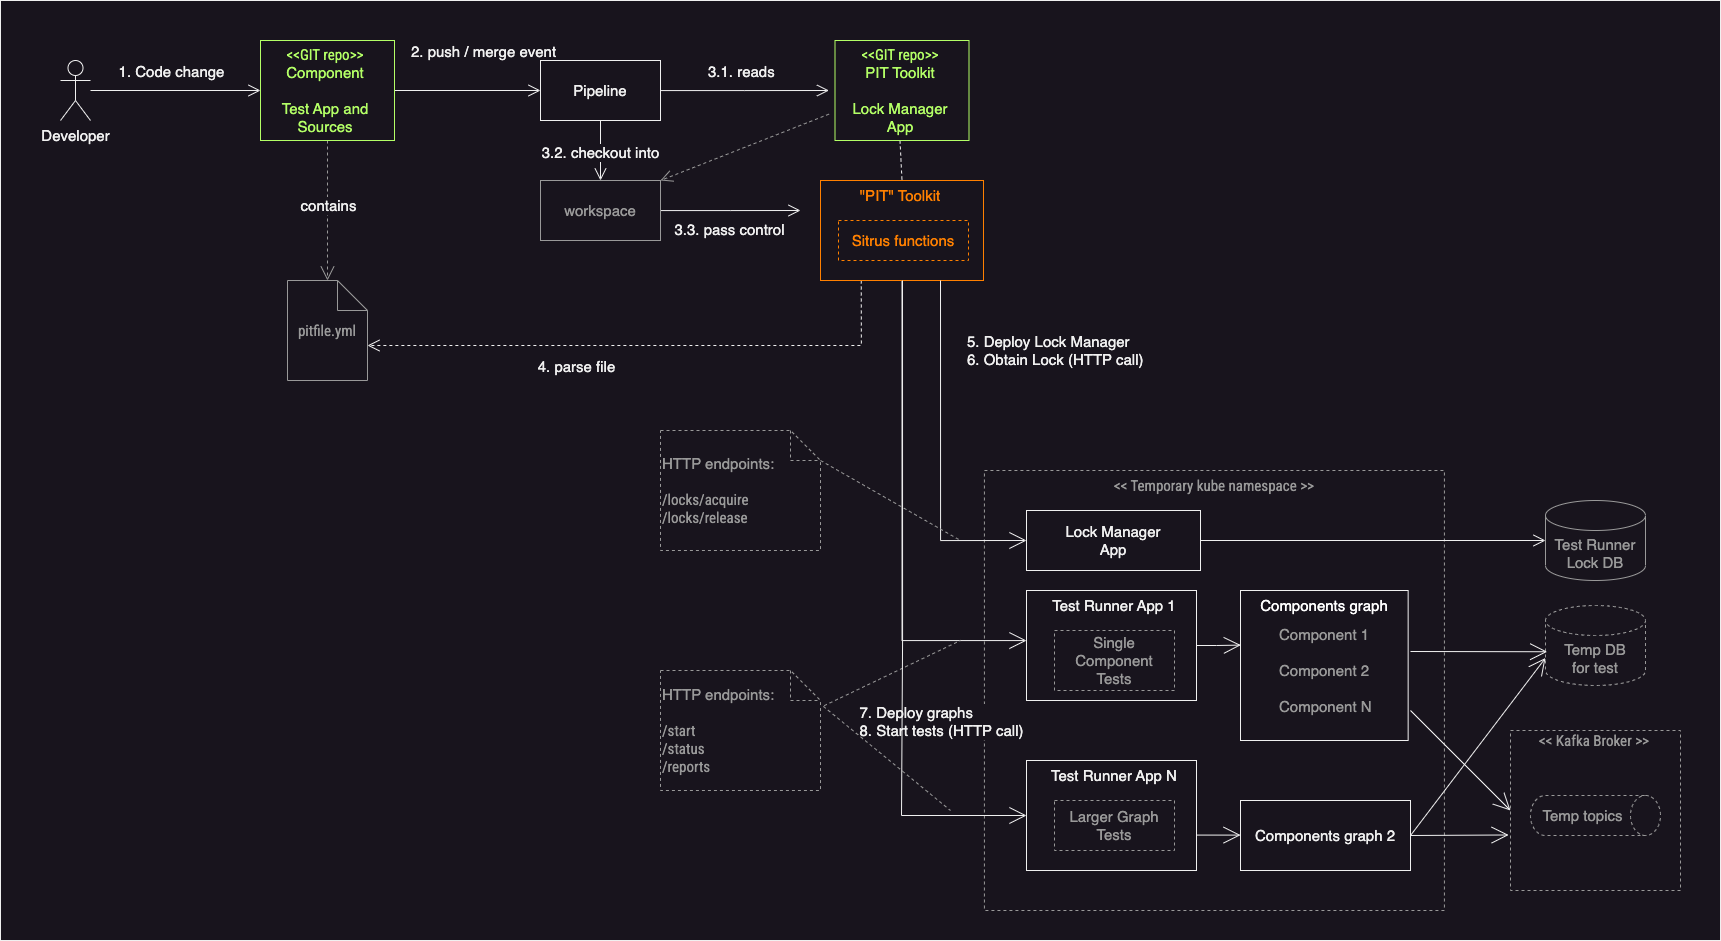 <<GIT repo>>
Component
Test App and
Sources
1. Code change
Developer
2. push / merge event
Pipeline
3.1. reads
<<GIT repo>>
PIT Toolkit
Lock Manager
App
3.2. checkout into
workspace
3.3. pass control
"PIT" Toolkit
Sitrus functions
contains
pitfile.yml
4. parse file
5. Deploy Lock Manager
6. Obtain Lock (HTTP call)
HTTP endpoints:
/locks/acquire
/locks/release
<< Temporary kube namespace >>
Lock Manager
App
Test Runner
Lock DB
Test Runner App 1
Single
Component
Tests
Components graph
Component 1
Component 2
Component N
Temp DB
for test
HTTP endpoints:
/start
/status
/reports
7. Deploy graphs
8. Start tests (HTTP call)
<< Kafka Broker >>
Temp topics
Test Runner App N
Larger Graph
Tests
Components graph 2